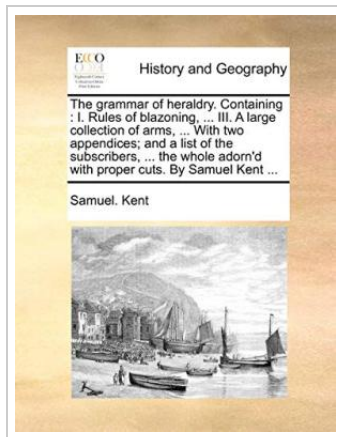 ECCO
History and Geography
The grammar of heraldry. Containing
: I. Rules of blazoning, ... III. A large
collection of arms, ... With two
appendices; and a list of the
subscribers, ... the whole adorn'd
with proper cuts. By Samuel Kent ...
Samuel. Kent